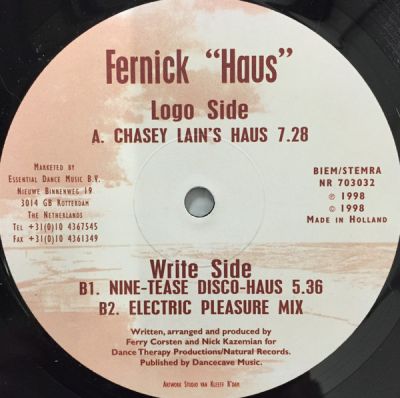 Fernick "Haus"
Logo Side
A. CHASEY LAIN'S HAUS 7.28
MARKETED BY
ESSENTIAL DANCE MUSIC B.V.
NIEUWE BINNENWEG 19
3014 GB ROTTERDAM
THE NETHERLANDS
TEL +31(0)10 4367545
FAX +31(0)10 4361349
BIEM/STEMRA
NR 703032
℗ 1998
© 1998
MADE IN HOLLAND
Write Side
B1. NINE-TEASE DISCO-HAUS 5.36
B2. ELECTRIC PLEASURE MIX
Written, arranged and produced by
Ferry Corsten and Nick Kazemian for
Dance Therapy Productions/Natural Records.
Published by Dancecave Music.
ARTWORK STUDIO VAN KLEEFF R'DAM